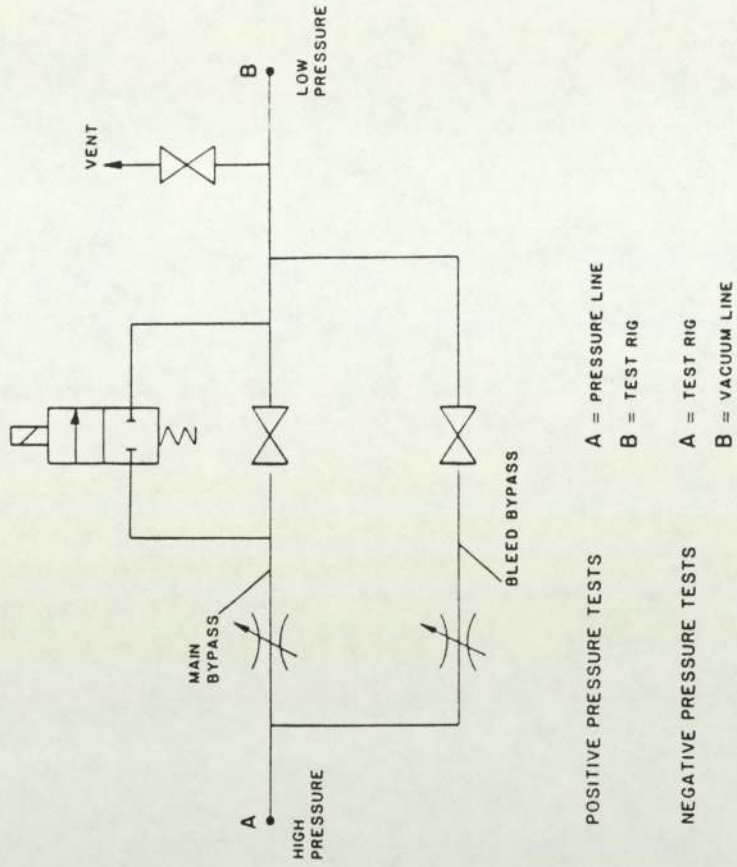 VENT
A
HIGH
PRESSURE
MAIN
BYPASS
BLEED BYPASS
B
LOW
PRESSURE
POSITIVE PRESSURE TESTS
A = PRESSURE LINE
B = TEST RIG
NEGATIVE PRESSURE TESTS
A = TEST RIG
B = VACUUM LINE